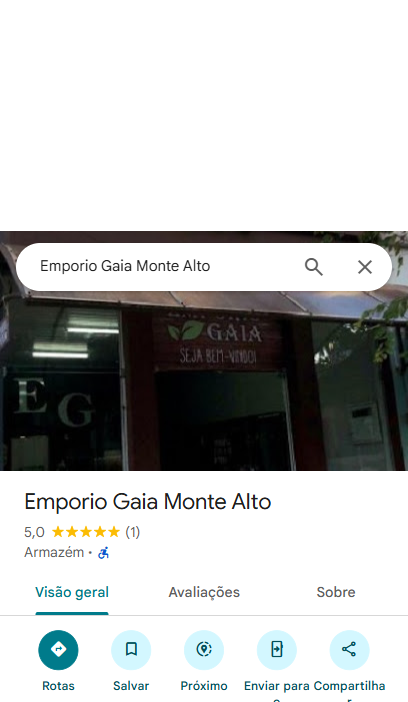 Emporio Gaia Monte Alto
GAIA
SEJA BEM-VINDO!
E G
Emporio Gaia Monte Alto
5,0 (1)
Armazém •
Visão geral Avaliações Sobre
Rotas Salvar Próximo Enviar para Compartilha